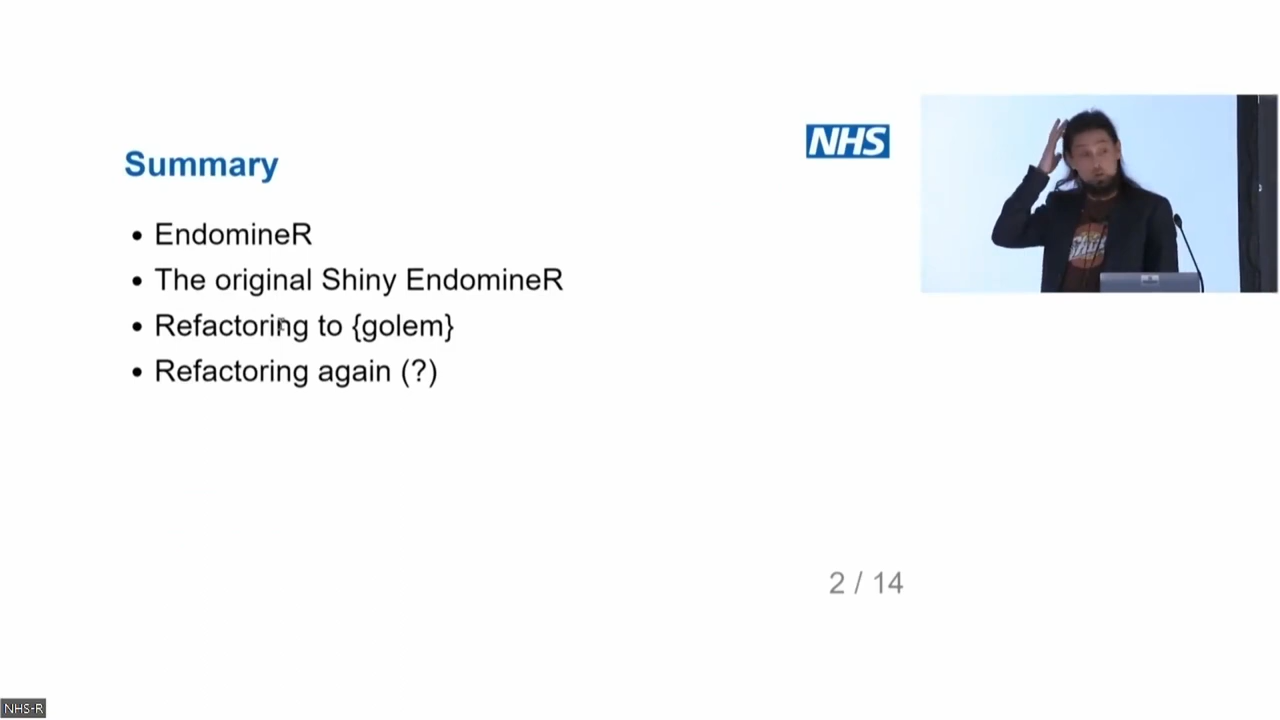 NHS
Summary
• EndomineR
• The original Shiny EndomineR
• Refactoring to {golem}
• Refactoring again (?)
2 / 14
NHS-R